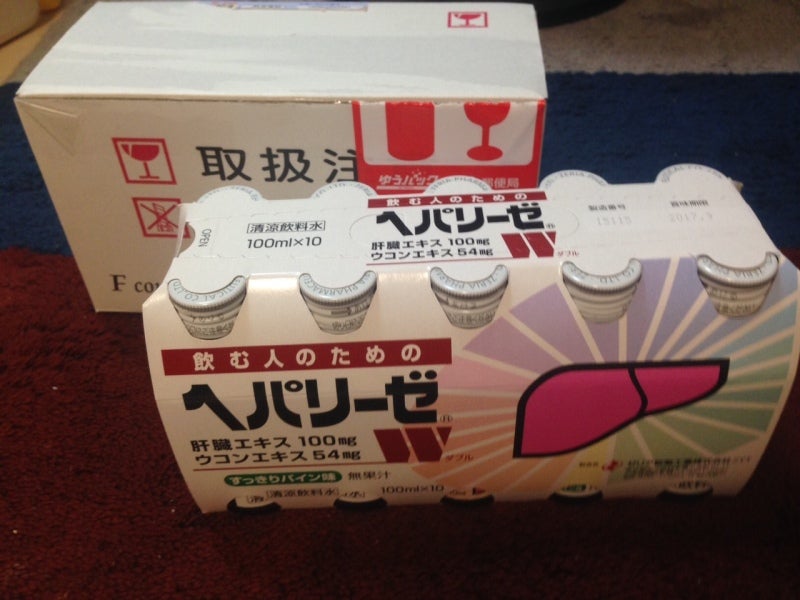 取扱注
ゆうパック
便局
F
飲む人のための
ヘパリーゼ®
肝臓エキス 100mg
ウコンエキス 54mg
W
ダブル
OPEN
清涼飲料水
100ml×10
製造番号
1S11S
賞味期限
2017.9
飲む人のための
ヘパリーゼ®
肝臓エキス 100mg
ウコンエキス 54mg
W
ダブル
すっきりパイン味 無果汁
清涼飲料水
100ml×10